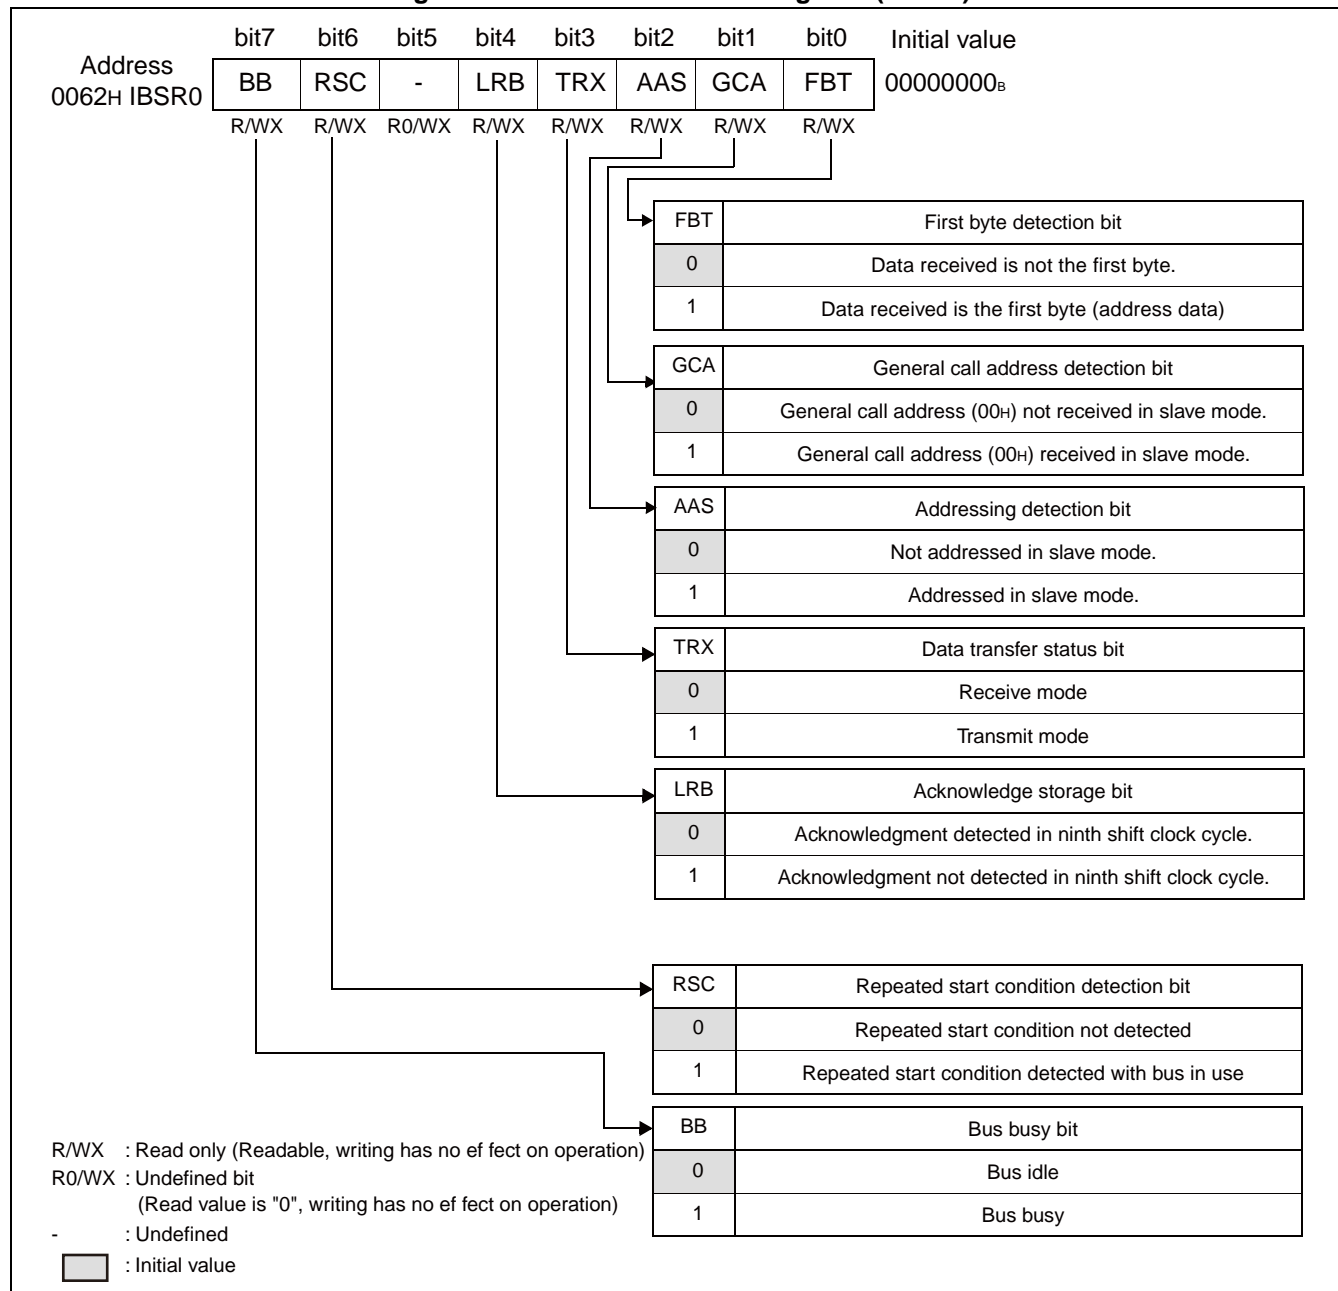 bit7 bit6 bit5 bit4 bit3 bit2 bit1 bit0 Initial value
Address
0062H IBSR0 BB RSC - LRB TRX AAS GCA FBT 00000000B
R/WX R/WX R0/WX R/WX R/WX R/WX R/WX R/WX
FBT First byte detection bit
0 Data received is not the first byte.
1 Data received is the first byte (address data)
GCA General call address detection bit
0 General call address (00H) not received in slave mode.
1 General call address (00H) received in slave mode.
AAS Addressing detection bit
0 Not addressed in slave mode.
1 Addressed in slave mode.
TRX Data transfer status bit
0 Receive mode
1 Transmit mode
LRB Acknowledge storage bit
0 Acknowledgment detected in ninth shift clock cycle.
1 Acknowledgment not detected in ninth shift clock cycle.
RSC Repeated start condition detection bit
0 Repeated start condition not detected
1 Repeated start condition detected with bus in use
BB Bus busy bit
0 Bus idle
1 Bus busy
R/WX : Read only (Readable, writing has no ef fect on operation)
R0/WX : Undefined bit
(Read value is "0", writing has no ef fect on operation)
- : Undefined
: Initial value